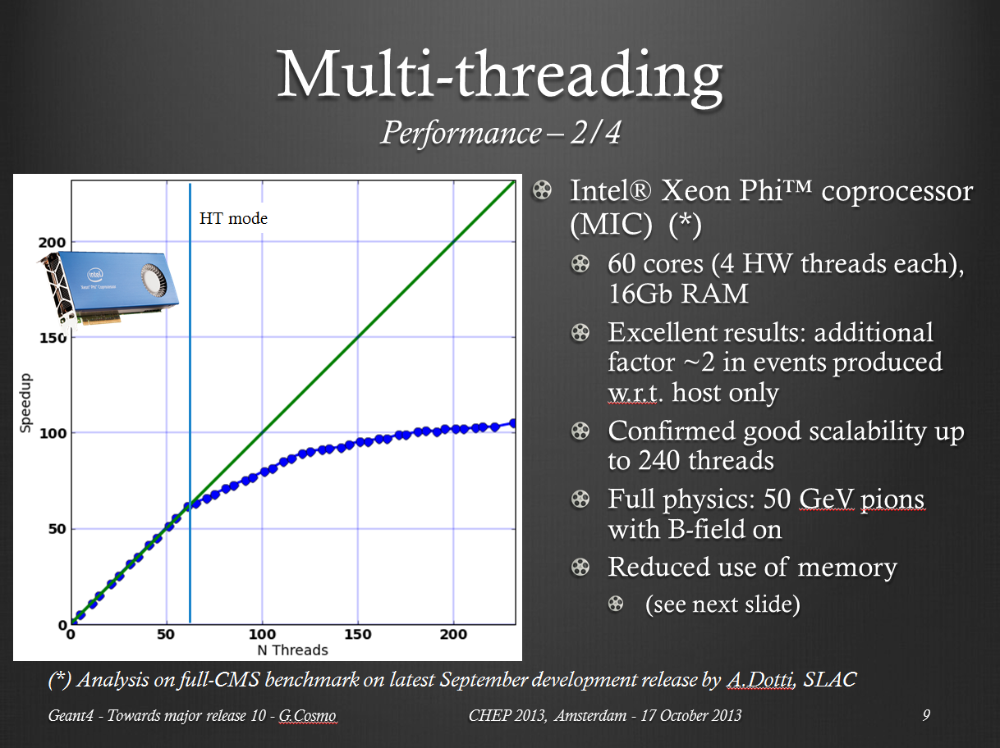 Multi-threading
Performance – 2/4
HT mode
200
150
100
50
0
0 50 100 150 200
Speedup
N Threads
intel
Xeon Phi Coprocessor
Intel® Xeon Phi™ coprocessor
(MIC) (*)
60 cores (4 HW threads each),
16Gb RAM
Excellent results: additional
factor ~2 in events produced
w.r.t. host only
Confirmed good scalability up
to 240 threads
Full physics: 50 GeV pions
with B-field on
Reduced use of memory
(see next slide)
(*) Analysis on full-CMS benchmark on latest September development release by A.Dotti, SLAC
Geant4 - Towards major release 10 - G.Cosmo
CHEP 2013, Amsterdam - 17 October 2013
9